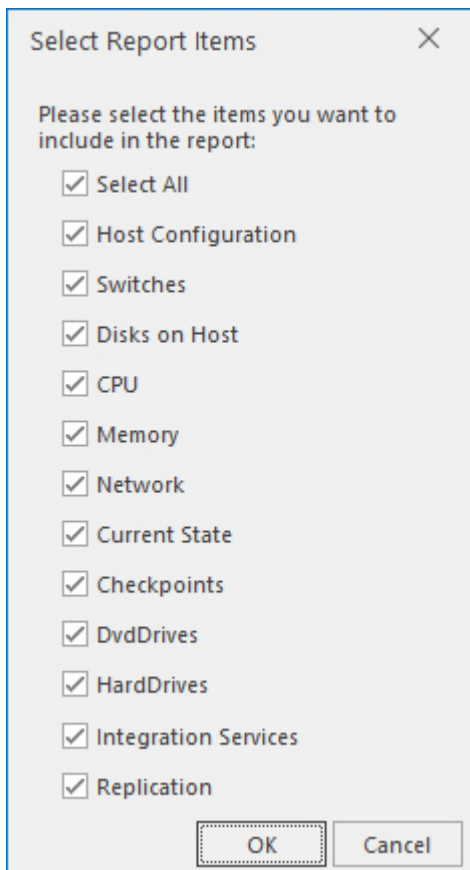 Select Report Items
Please select the items you want to
include in the report:
Select All
Host Configuration
Switches
Disks on Host
CPU
Memory
Network
Current State
Checkpoints
DvdDrives
HardDrives
Integration Services
Replication
OK Cancel